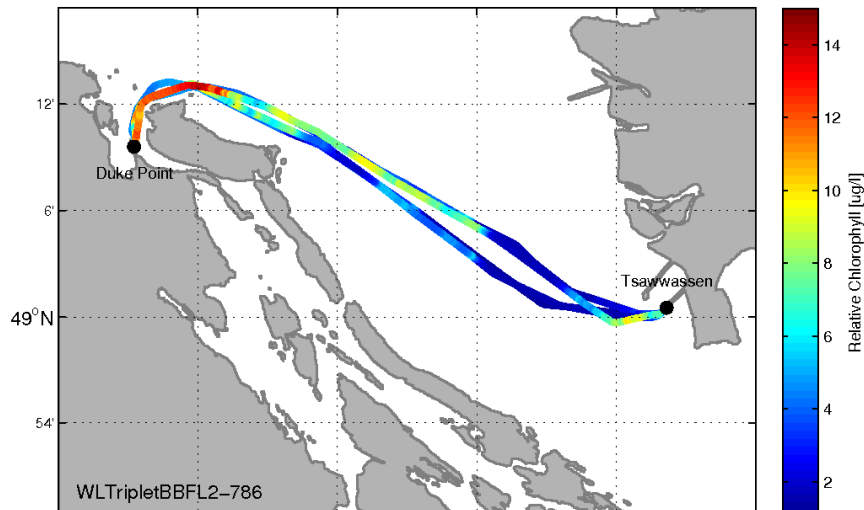 12'
6'
49°N
54'
Duke Point
Tsawwassen
WLTripletBBFL2-786
14
12
10
8
6
4
2
Relative Chlorophyll [ug/l]